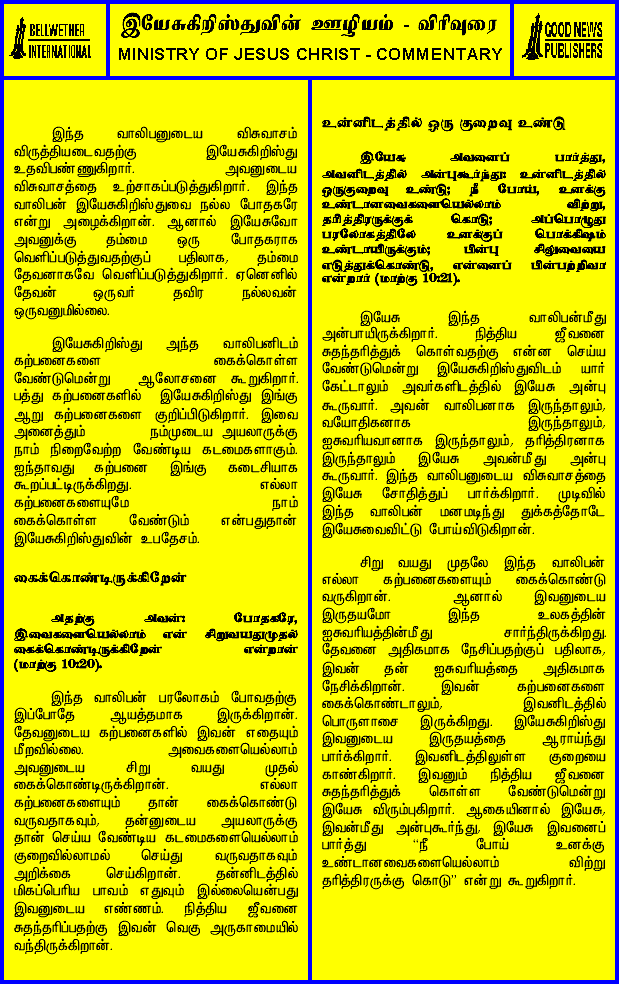 BELLWETHER
INTERNATIONAL
இயேசுகிறிஸ்துவின் ஊழியம் - விரிவுரை
MINISTRY OF JESUS CHRIST - COMMENTARY
GOOD NEWS
PUBLISHERS
இந்த வாலிபனுடைய விசுவாசம்
விருத்தியடைவதற்கு இயேசுகிறிஸ்து
உதவிபண்ணுகிறார். அவனுடைய
விசுவாசத்தை உற்சாகப்படுத்துகிறார். இந்த
வாலிபன் இயேசுகிறிஸ்துவை நல்ல போதகரே
என்று அழைக்கிறான். ஆனால் இயேசுவோ
அவனுக்கு தம்மை ஒரு போதகராக
வெளிப்படுத்துவதற்குப் பதிலாக, தம்மை
தேவனாகவே வெளிப்படுத்துகிறார். ஏனெனில்
தேவன் ஒருவர் தவிர நல்லவன்
ஒருவனுமில்லை.
இயேசுகிறிஸ்து அந்த வாலிபனிடம்
கற்பனைகளை கைக்கொள்ள
வேண்டுமென்று ஆலோசனை கூறுகிறார்.
பத்து கற்பனைகளில் இயேசுகிறிஸ்து இங்கு
ஆறு கற்பனைகளை குறிப்பிடுகிறார். இவை
அனைத்தும் நம்முடைய அயலாருக்கு
நாம் நிறைவேற்ற வேண்டிய கடமைகளாகும்.
ஐந்தாவது கற்பனை இங்கு கடைசியாக
கூறப்பட்டிருக்கிறது. எல்லா
கற்பனைகளையுமே நாம்
கைக்கொள்ள வேண்டும் என்பதுதான்
இயேசுகிறிஸ்துவின் உபதேசம்.
கைக்கொண்டிருக்கிறேன்
அதற்கு அவன்: போதகரே,
இவைகளையெல்லாம் என் சிறுவயதுமுதல்
கைக்கொண்டிருக்கிறேன் என்றான்
(மாற்கு 10:20).
இந்த வாலிபன் பரலோகம் போவதற்கு
இப்போதே ஆயத்தமாக இருக்கிறான்.
தேவனுடைய கற்பனைகளில் இவன் எதையும்
மீறவில்லை. அவைகளையெல்லாம்
அவனுடைய சிறு வயது முதல்
கைக்கொண்டிருக்கிறான். எல்லா
கற்பனைகளையும் தான் கைக்கொண்டு
வருவதாகவும், தன்னுடைய அயலாருக்கு
தான் செய்ய வேண்டிய கடமைகளையெல்லாம்
குறைவில்லாமல் செய்து வருவதாகவும்
அறிக்கை செய்கிறான். தன்னிடத்தில்
மிகப்பெரிய பாவம் எதுவும் இல்லையென்பது
இவனுடைய எண்ணம். நித்திய ஜீவனை
சுதந்தரிப்பதற்கு இவன் வெகு அருகாமையில்
வந்திருக்கிறான்.
உன்னிடத்தில் ஒரு குறைவு உண்டு
இயேசு அவனைப் பார்த்து,
அவனிடத்தில் அன்புகூர்ந்து: உன்னிடத்தில்
ஒருகுறைவு உண்டு; நீ போய், உனக்கு
உண்டானவைகளையெல்லாம் விற்று,
தரித்திரருக்குக் கொடு; அப்பொழுது
பரலோகத்திலே உனக்குப் பொக்கிஷம்
உண்டாயிருக்கும்; பின்பு சிலுவையை
எடுத்துக்கொண்டு, என்னைப் பின்பற்றிவா
என்றார் (மாற்கு 10:21).
இயேசு இந்த வாலிபன்மீது
அன்பாயிருக்கிறார். நித்திய ஜீவனை
சுதந்தரித்துக் கொள்வதற்கு என்ன செய்ய
வேண்டுமென்று இயேசுகிறிஸ்துவிடம் யார்
கேட்டாலும் அவர்களிடத்தில் இயேசு அன்பு
கூருவார். அவன் வாலிபனாக இருந்தாலும்,
வயோதிகனாக இருந்தாலும்,
ஐசுவரியவானாக இருந்தாலும், தரித்திரனாக
இருந்தாலும் இயேசு அவன்மீது அன்பு
கூருவார். இந்த வாலிபனுடைய விசுவாசத்தை
இயேசு சோதித்துப் பார்க்கிறார். முடிவில்
இந்த வாலிபன் மனமடிந்து துக்கத்தோடே
இயேசுவைவிட்டு போய்விடுகிறான்.
சிறு வயது முதலே இந்த வாலிபன்
எல்லா கற்பனைகளையும் கைக்கொண்டு
வருகிறான். ஆனால் இவனுடைய
இருதயமோ இந்த உலகத்தின்
ஐசுவரியத்தின்மீது சார்ந்திருக்கிறது.
தேவனை அதிகமாக நேசிப்பதற்குப் பதிலாக,
இவன் தன் ஐசுவரியத்தை அதிகமாக
நேசிக்கிறான். இவன் கற்பனைகளை
கைக்கொண்டாலும், இவனிடத்தில்
பொருளாசை இருக்கிறது. இயேசுகிறிஸ்து
இவனுடைய இருதயத்தை ஆராய்ந்து
பார்க்கிறார். இவனிடத்திலுள்ள குறையை
காண்கிறார். இவனும் நித்திய ஜீவனை
சுதந்தரித்துக் கொள்ள வேண்டுமென்று
இயேசு விரும்புகிறார். ஆகையினால் இயேசு,
இவன்மீது அன்புகூர்ந்து, இயேசு இவனைப்
பார்த்து “நீ போய் உனக்கு
உண்டானவைகளையெல்லாம் விற்று
தரித்திரருக்கு கொடு” என்று கூறுகிறார்.